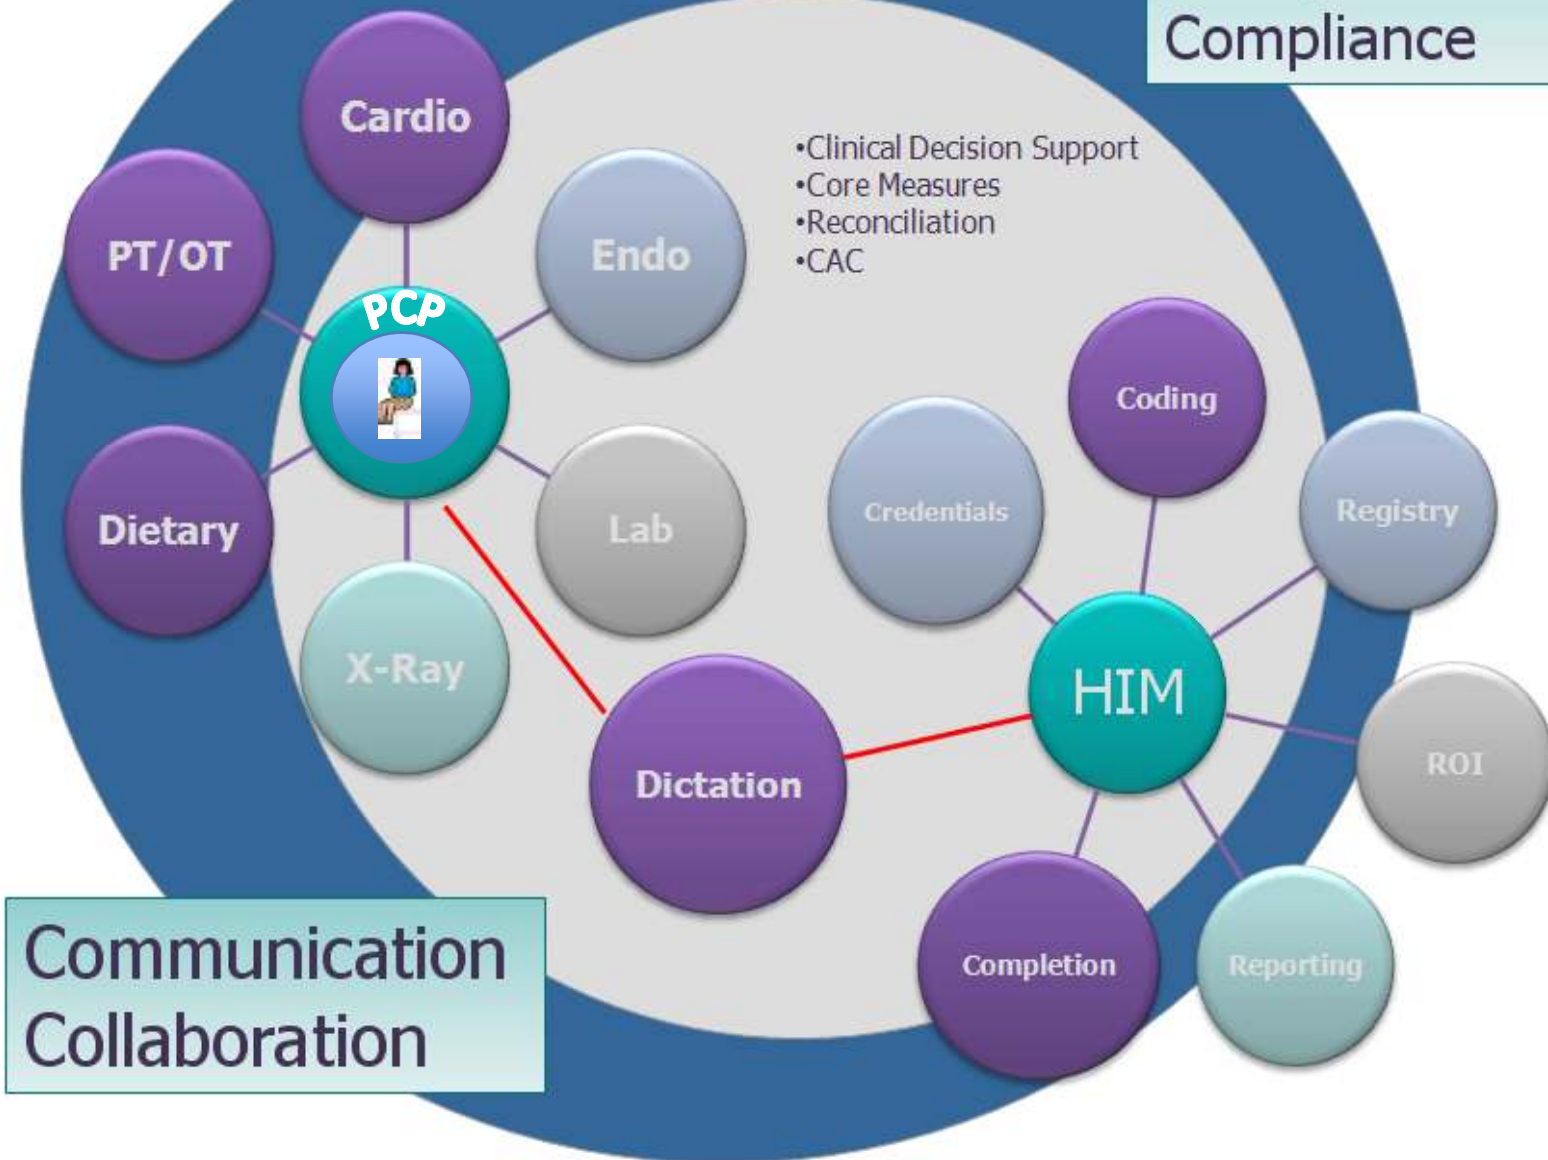 Compliance
Cardio
•Clinical Decision Support
•Core Measures
•Reconciliation
•CAC
PT/OT
Endo
PCP
Coding
Credentials
Registry
Dietary
Lab
X-Ray
HIM
ROI
Dictation
Completion
Reporting
Communication
Collaboration